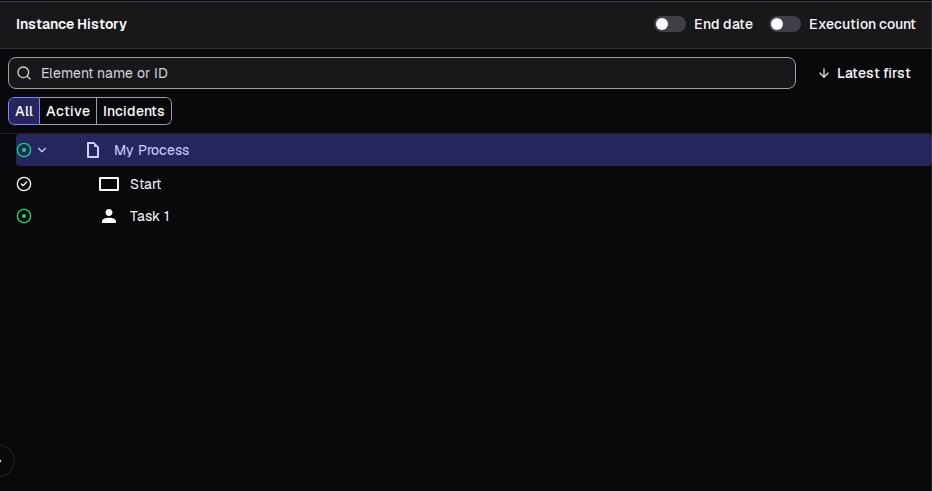 Instance History
End date
Execution count
Element name or ID
Latest first
All
Active
Incidents
My Process
Start
Task 1